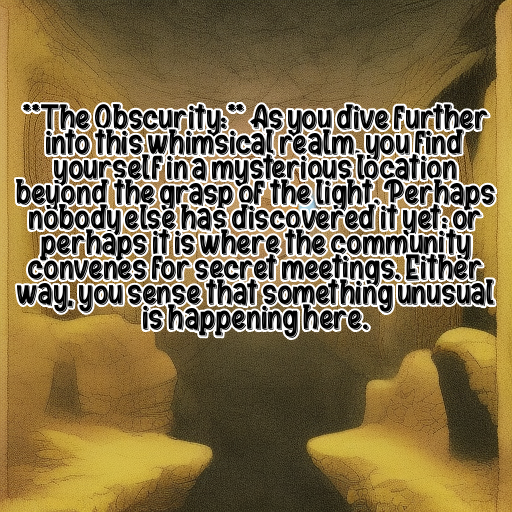 **The Obscurity:** As you dive further
into this whimsical realm, you find
yourself in a mysterious location
beyond the grasp of the light. Perhaps
nobody else has discovered it yet; or
perhaps it is where the community
convenes for secret meetings. Either
way, you sense that something unusual
is happening here.